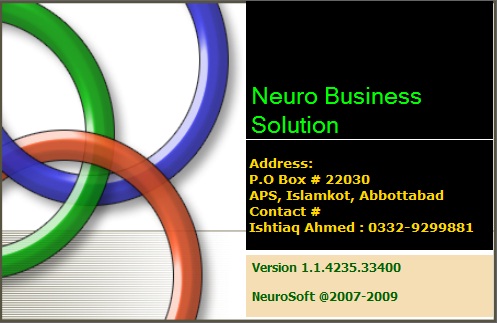 Neuro Business
Solution
Address:
P.O Box # 22030
APS, Islamkot, Abbottabad
Contact #
Ishtiaq Ahmed : 0332-9299881
Version 1.1.4235.33400
NeuroSoft @2007-2009